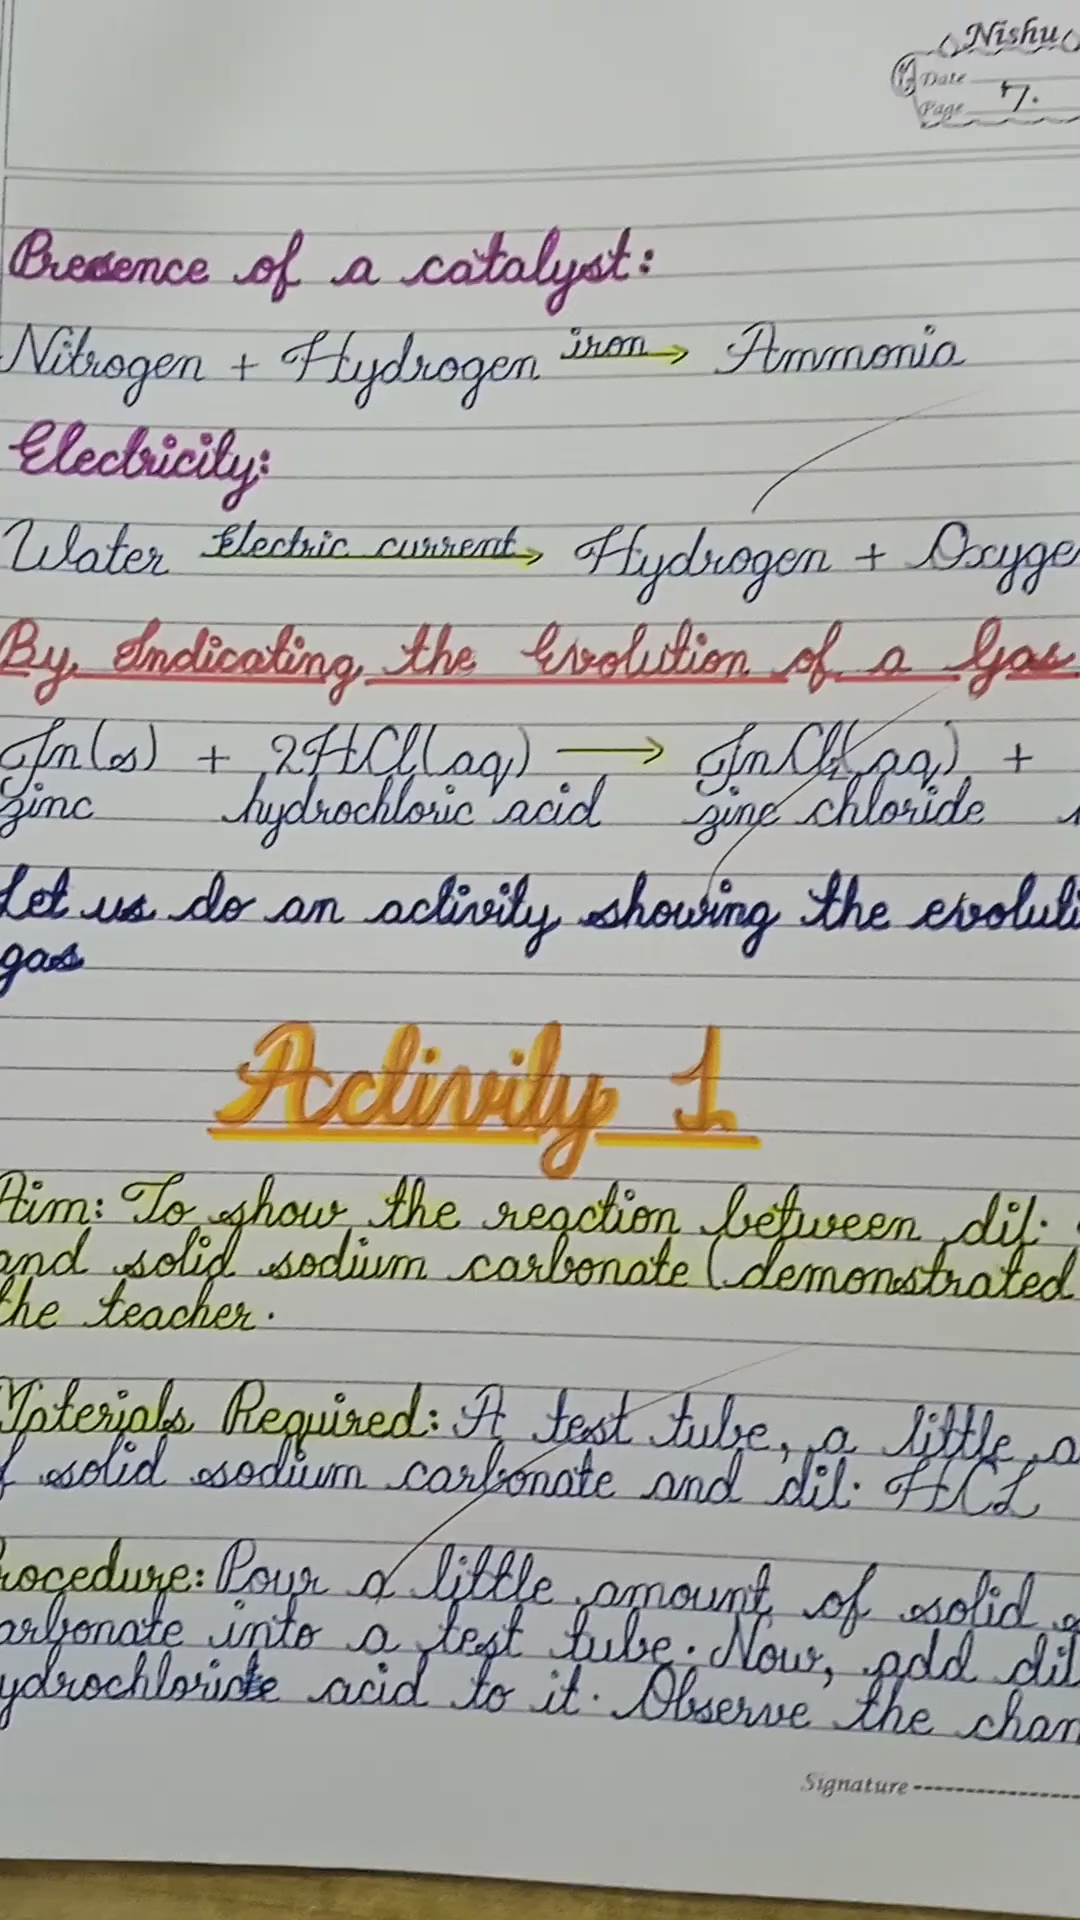 Nishu
Date
Page 7.
Presence of a catalyst:
Nitrogen + Hydrogen iron→ Ammonia
Electricity:
Water Electric current→ Hydrogen + Oxyge
By Indicating the Evolution of a Gas
Zn(s) + 2HCl(aq) → ZnCl2(aq) +
zinc hydrochloric acid zinc chloride
Let us do an activity showing the evoluti
gas
Activity 1
Aim: To show the reaction between dil.
and solid sodium carbonate (demonstrated
the teacher.
Materials Required: A test tube, a little a
f solid sodium carbonate and dil. HCL
rocedure: Pour a little amount of solid s
arbonate into a test tube. Now, add dil
ydrochloric acid to it. Observe the chan
Signature